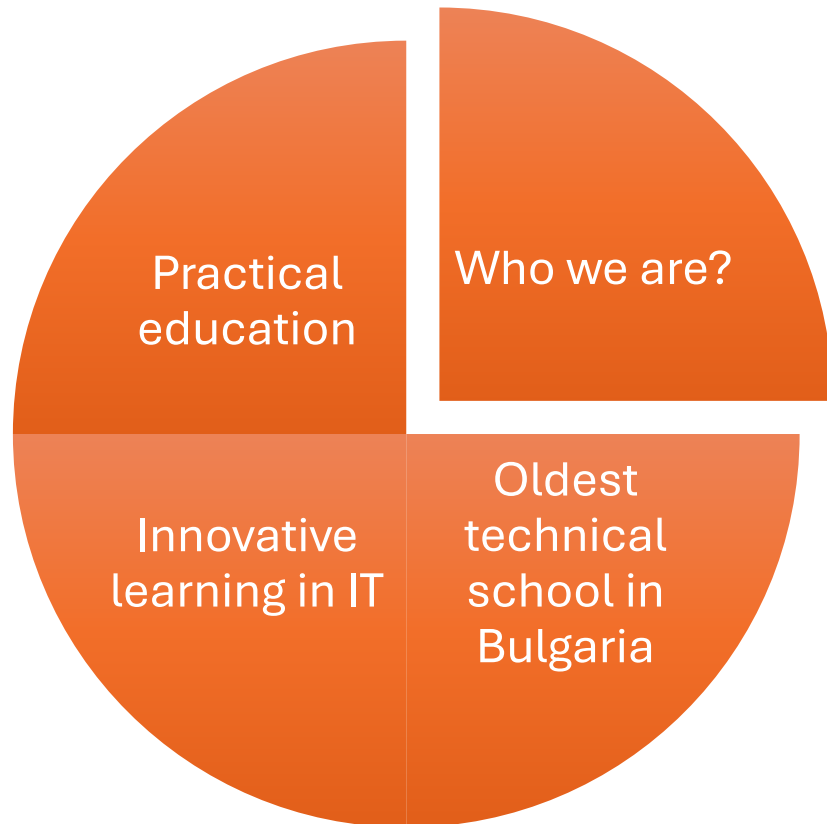 Who we are?
Oldest
technical
school in
Bulgaria
Innovative
learning in IT
Practical
education